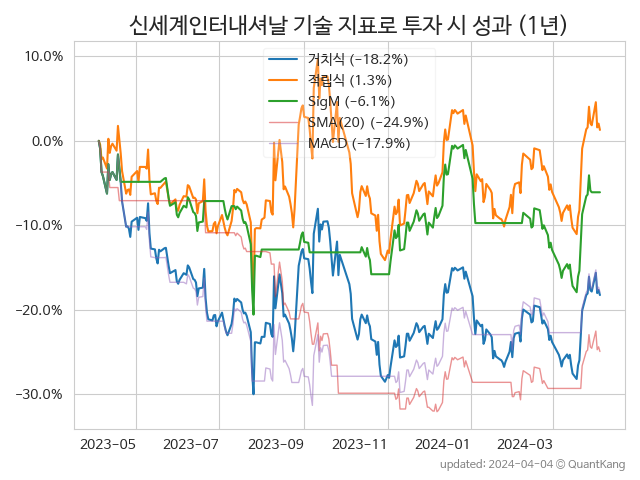 신세계인터내셔날 기술 지표로 투자 시 성과 (1년)
10.0%
0.0%
−10.0%
−20.0%
−30.0%
거치식 (−18.2%)
적립식 (1.3%)
SigM (−6.1%)
SMA(20) (−24.9%)
MACD (−17.9%)
2023−05
2023−07
2023−09
2023−11
2024−01
2024−03
updated: 2024−04−04 © QuantKang